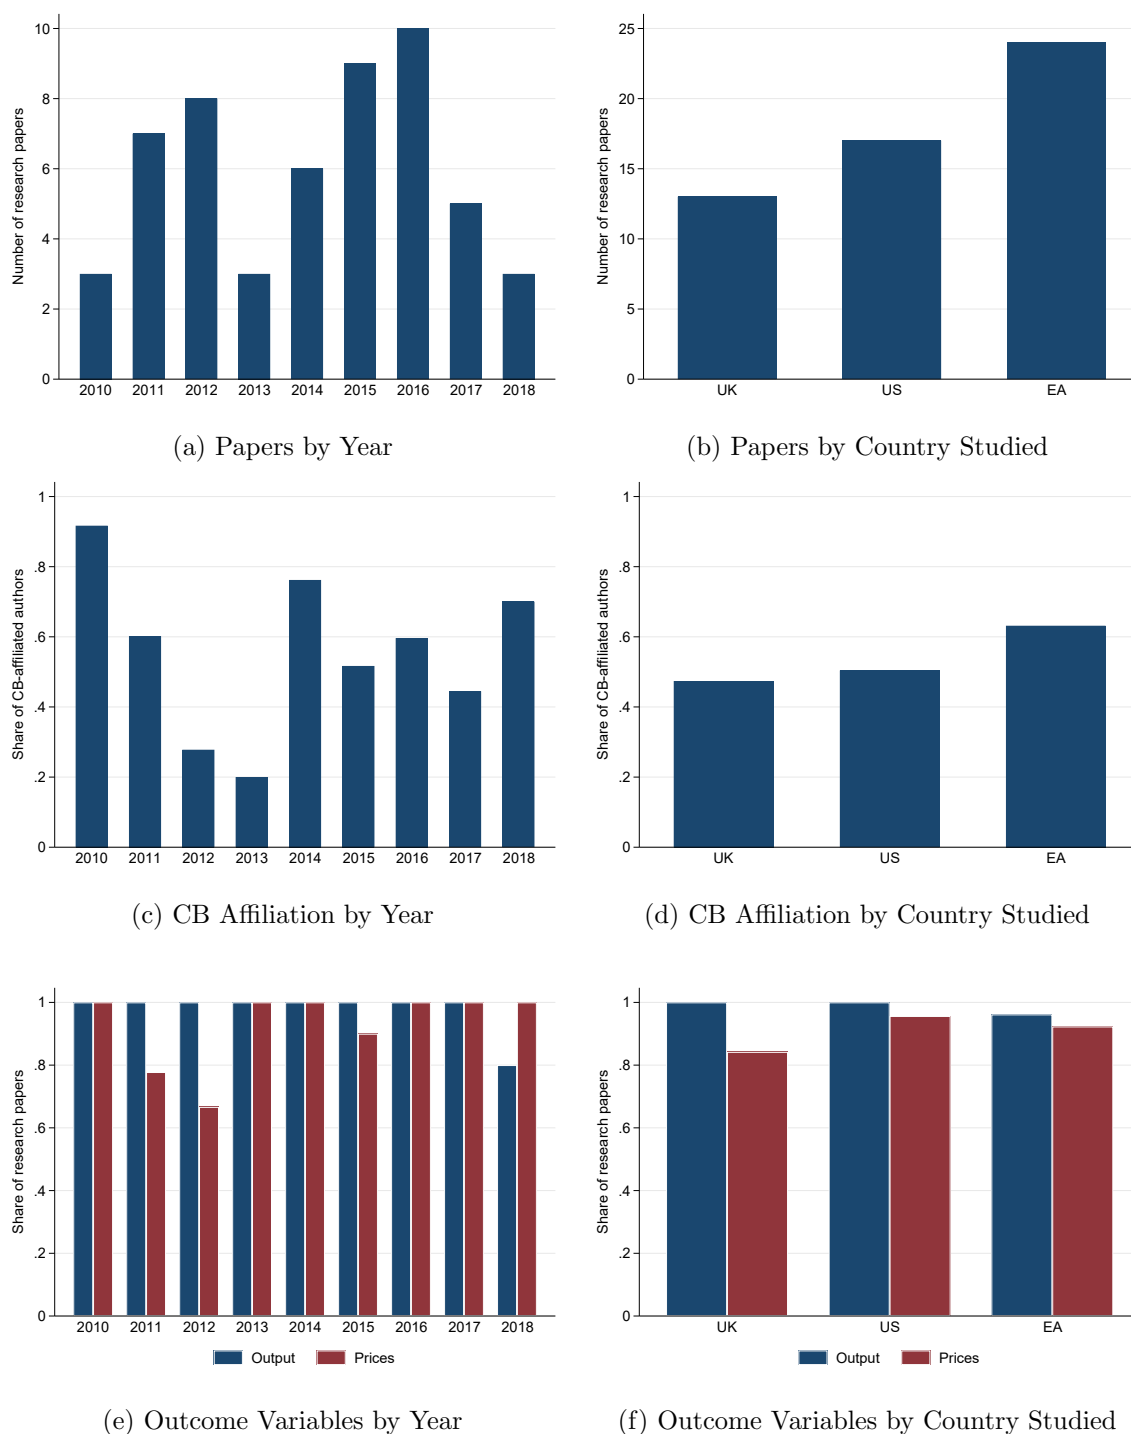 Number of research papers
10
8
6
4
2
0
2010 2011 2012 2013 2014 2015 2016 2017 2018
(a) Papers by Year
Number of research papers
25
20
15
10
5
0
UK US EA
(b) Papers by Country Studied
Share of CB-affiliated authors
1
.8
.6
.4
.2
0
2010 2011 2012 2013 2014 2015 2016 2017 2018
(c) CB Affiliation by Year
Share of CB-affiliated authors
1
.8
.6
.4
.2
0
UK US EA
(d) CB Affiliation by Country Studied
Share of research papers
1
.8
.6
.4
.2
0
2010 2011 2012 2013 2014 2015 2016 2017 2018
Output Prices
(e) Outcome Variables by Year
Share of research papers
1
.8
.6
.4
.2
0
UK US EA
Output Prices
(f) Outcome Variables by Country Studied